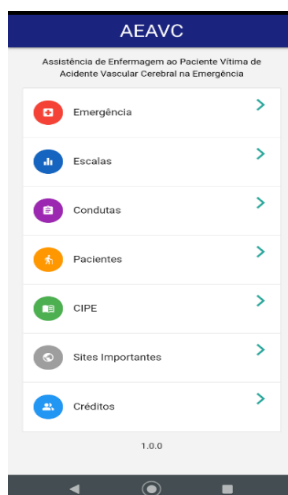 AEAVC
Assistência de Enfermagem ao Paciente Vítima de
Acidente Vascular Cerebral na Emergência
Emergência
Escalas
Condutas
Pacientes
CIPE
Sites Importantes
Créditos
1.0.0